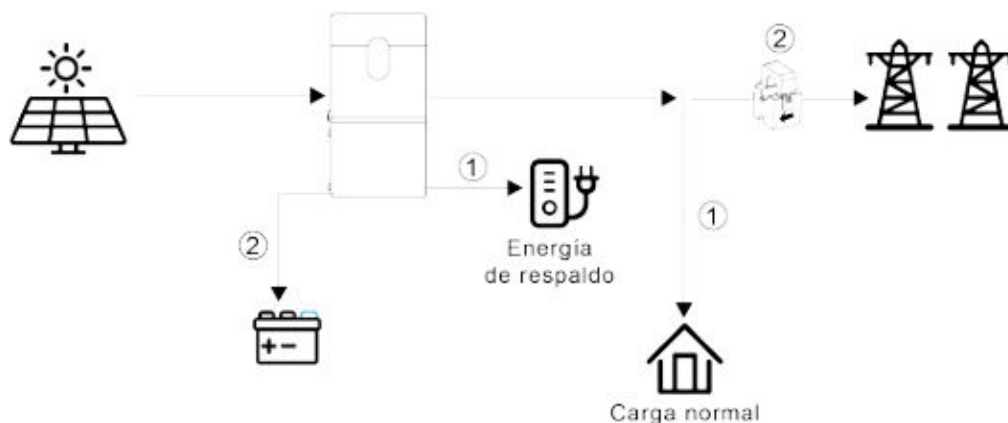 ②
①
①
②
Energía
de respaldo
+ -
Carga normal